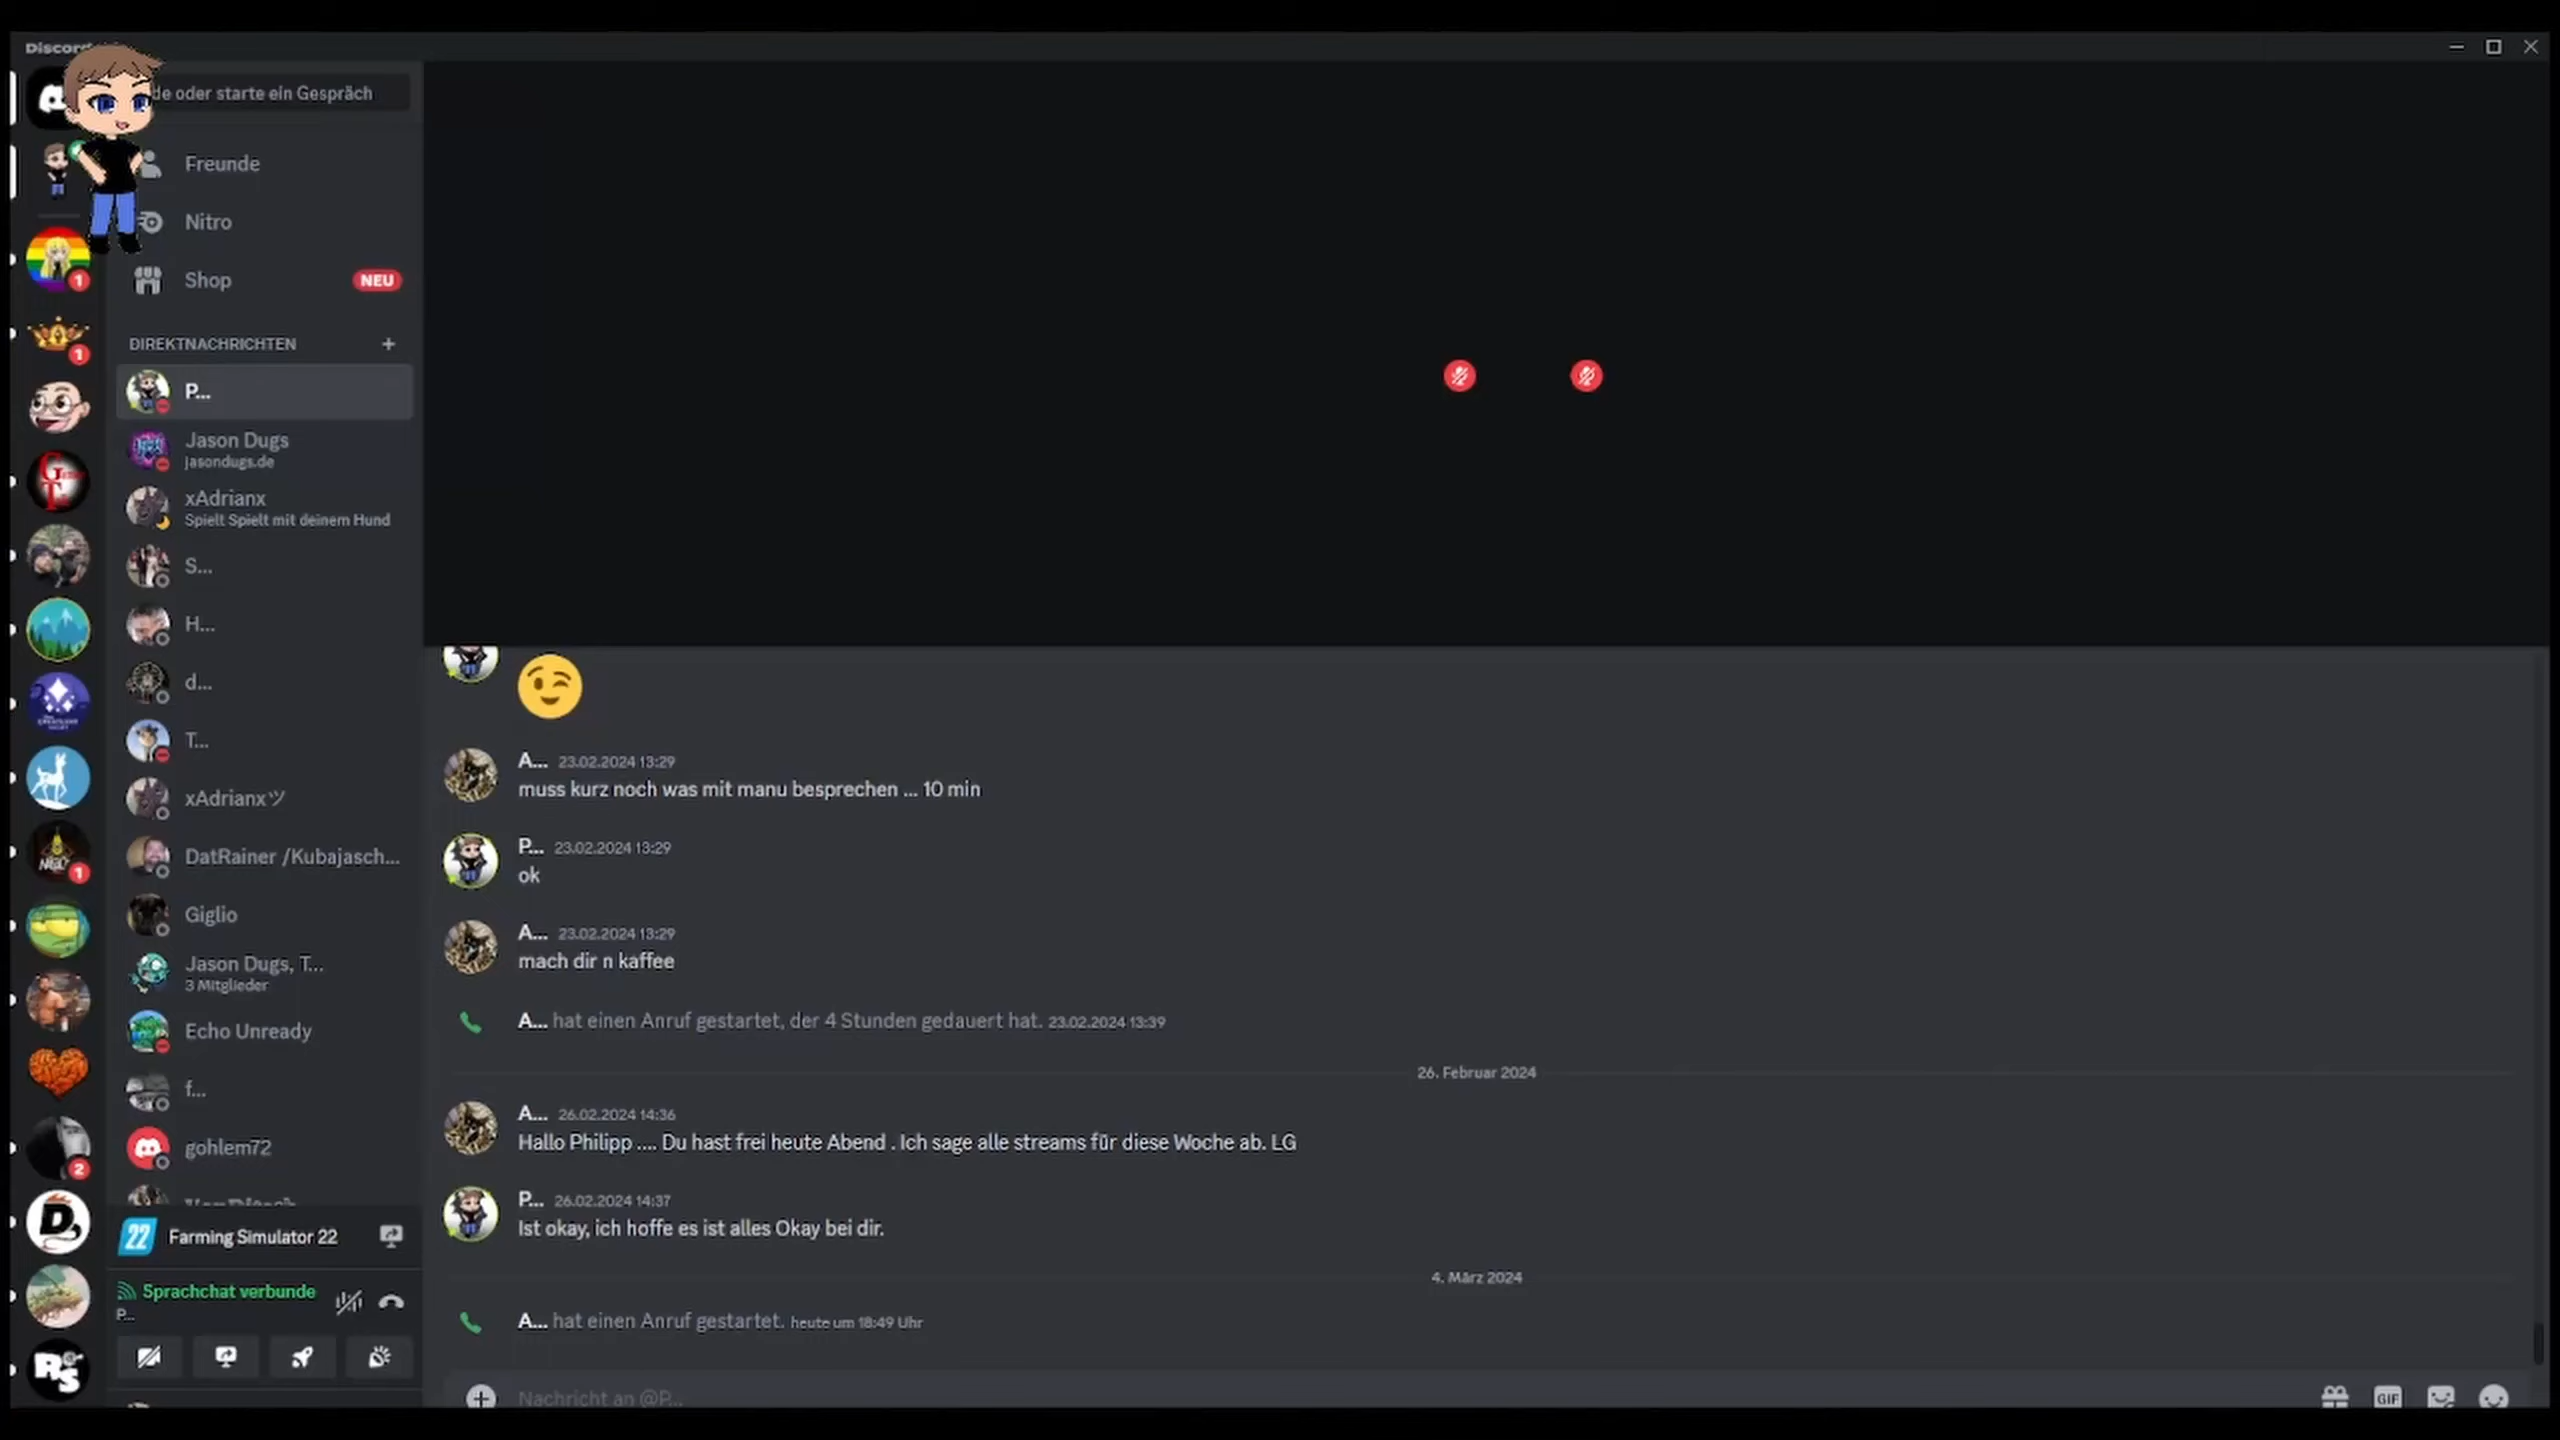 Discord
de oder starte ein Gespräch
Freunde
Nitro
Shop
NEU
DIREKTNACHRICHTEN
P...
Jason Dugs
jasondugs.de
xAdrianx
Spielt Spielt mit deinem Hund
S...
H...
d...
T...
xAdrianxツ
DatRainer /Kubajasch...
Giglio
Jason Dugs, T...
3 Mitglieder
Echo Unready
f...
gohlem72
22
Farming Simulator 22
Sprachchat verbunde
P...
1
1
1
2
A... 23.02.2024 13:29
muss kurz noch was mit manu besprechen ... 10 min
P... 23.02.2024 13:29
ok
A... 23.02.2024 13:29
mach dir n kaffee
A... hat einen Anruf gestartet, der 4 Stunden gedauert hat. 23.02.2024 13:39
26. Februar 2024
A... 26.02.2024 14:36
Hallo Philipp .... Du hast frei heute Abend . Ich sage alle streams für diese Woche ab. LG
P... 26.02.2024 14:37
Ist okay, ich hoffe es ist alles Okay bei dir.
4. März 2024
A... hat einen Anruf gestartet. heute um 18:49 Uhr
Nachricht an @P...
GIF